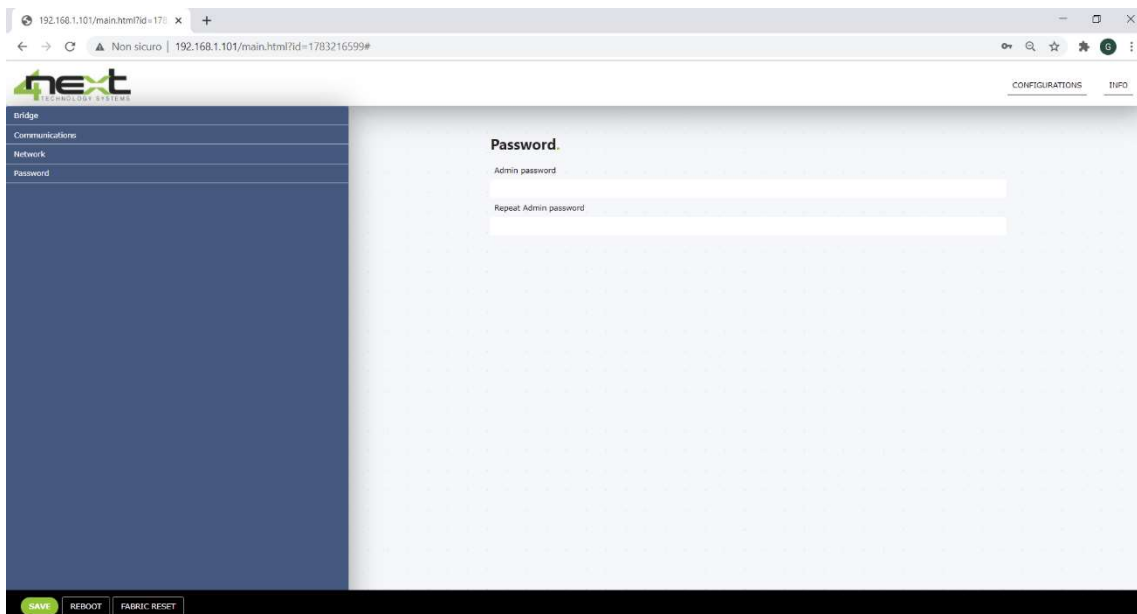 192.168.1.101/main.html?id=178
Non sicuro | 192.168.1.101/main.html?id=1783216599#
G
4next
TECHNOLOGY SYSTEMS
CONFIGURATIONS INFO
Bridge
Communications
Network
Password
Password.
Admin password
Repeat Admin password
SAVE REBOOT FABRIC RESET